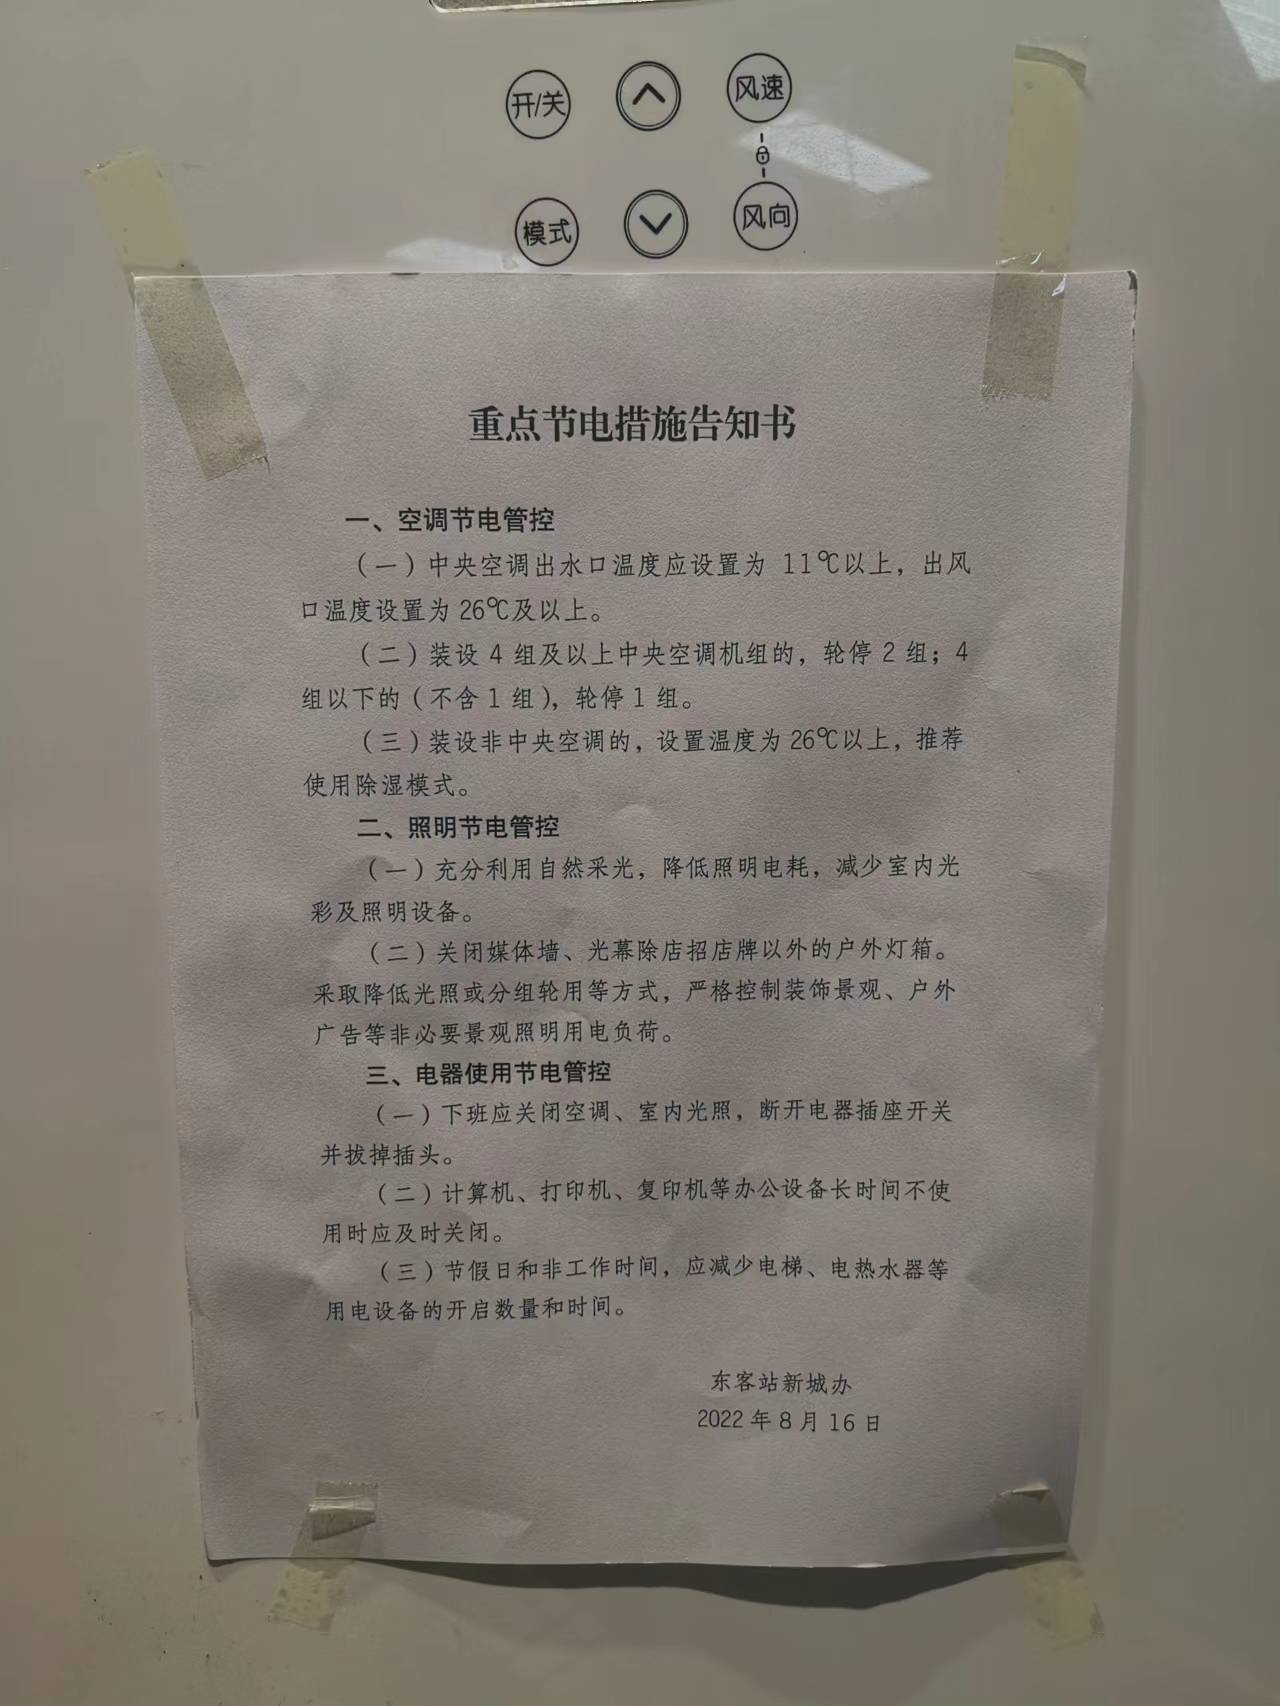 开/关
风速
模式
风向
重点节电措施告知书
一、空调节电管控
（一）中央空调出水口温度应设置为 11℃以上，出风
口温度设置为 26℃及以上。
（二）装设 4 组及以上中央空调机组的，轮停 2 组；4
组以下的（不含 1 组），轮停 1 组。
（三）装设非中央空调的，设置温度为 26℃以上，推荐
使用除湿模式。
二、照明节电管控
（一）充分利用自然采光，降低照明电耗，减少室内光
彩及照明设备。
（二）关闭媒体墙、光幕除店招店牌以外的户外灯箱。
采取降低光照或分组轮用等方式，严格控制装饰景观、户外
广告等非必要景观照明用电负荷。
三、电器使用节电管控
（一）下班应关闭空调、室内光照，断开电器插座开关
并拔掉插头。
（二）计算机、打印机、复印机等办公设备长时间不使
用时应及时关闭。
（三）节假日和非工作时间，应减少电梯、电热水器等
用电设备的开启数量和时间。
东客站新城办
2022 年 8 月 16 日